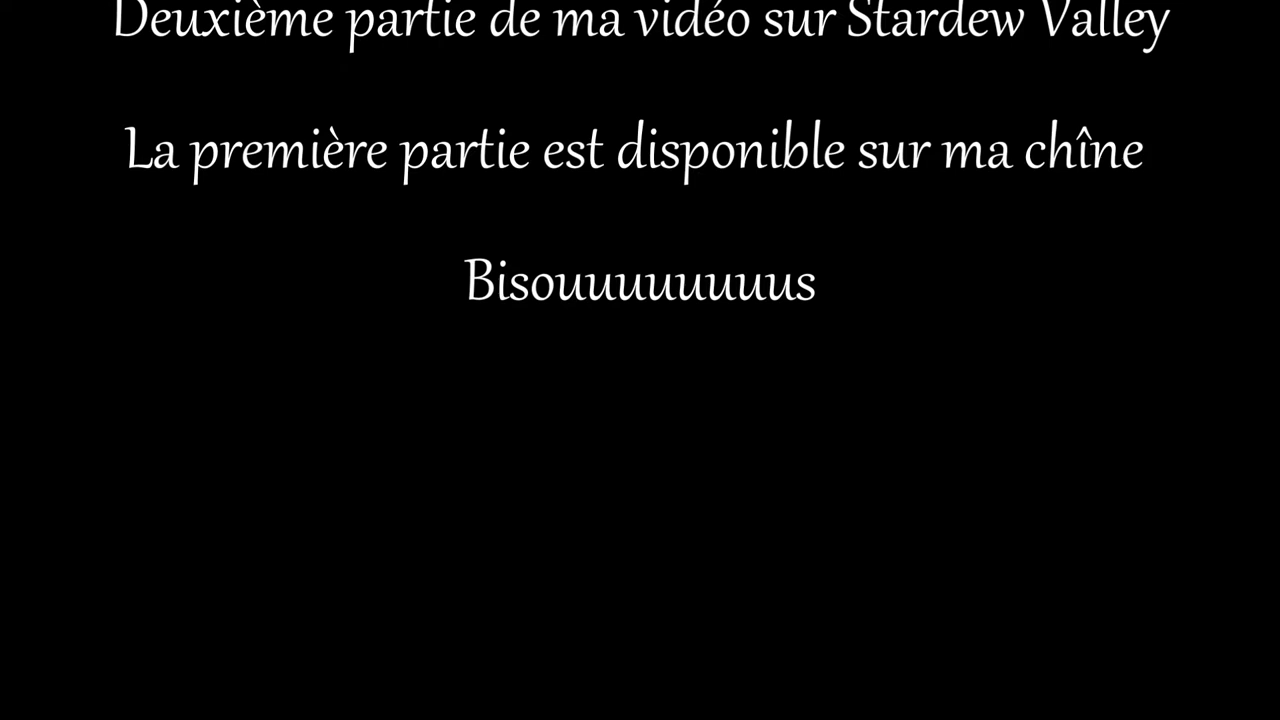 Deuxième partie de ma vidéo sur Stardew Valley
La première partie est disponible sur ma chîne
Bisouuuuuuuus